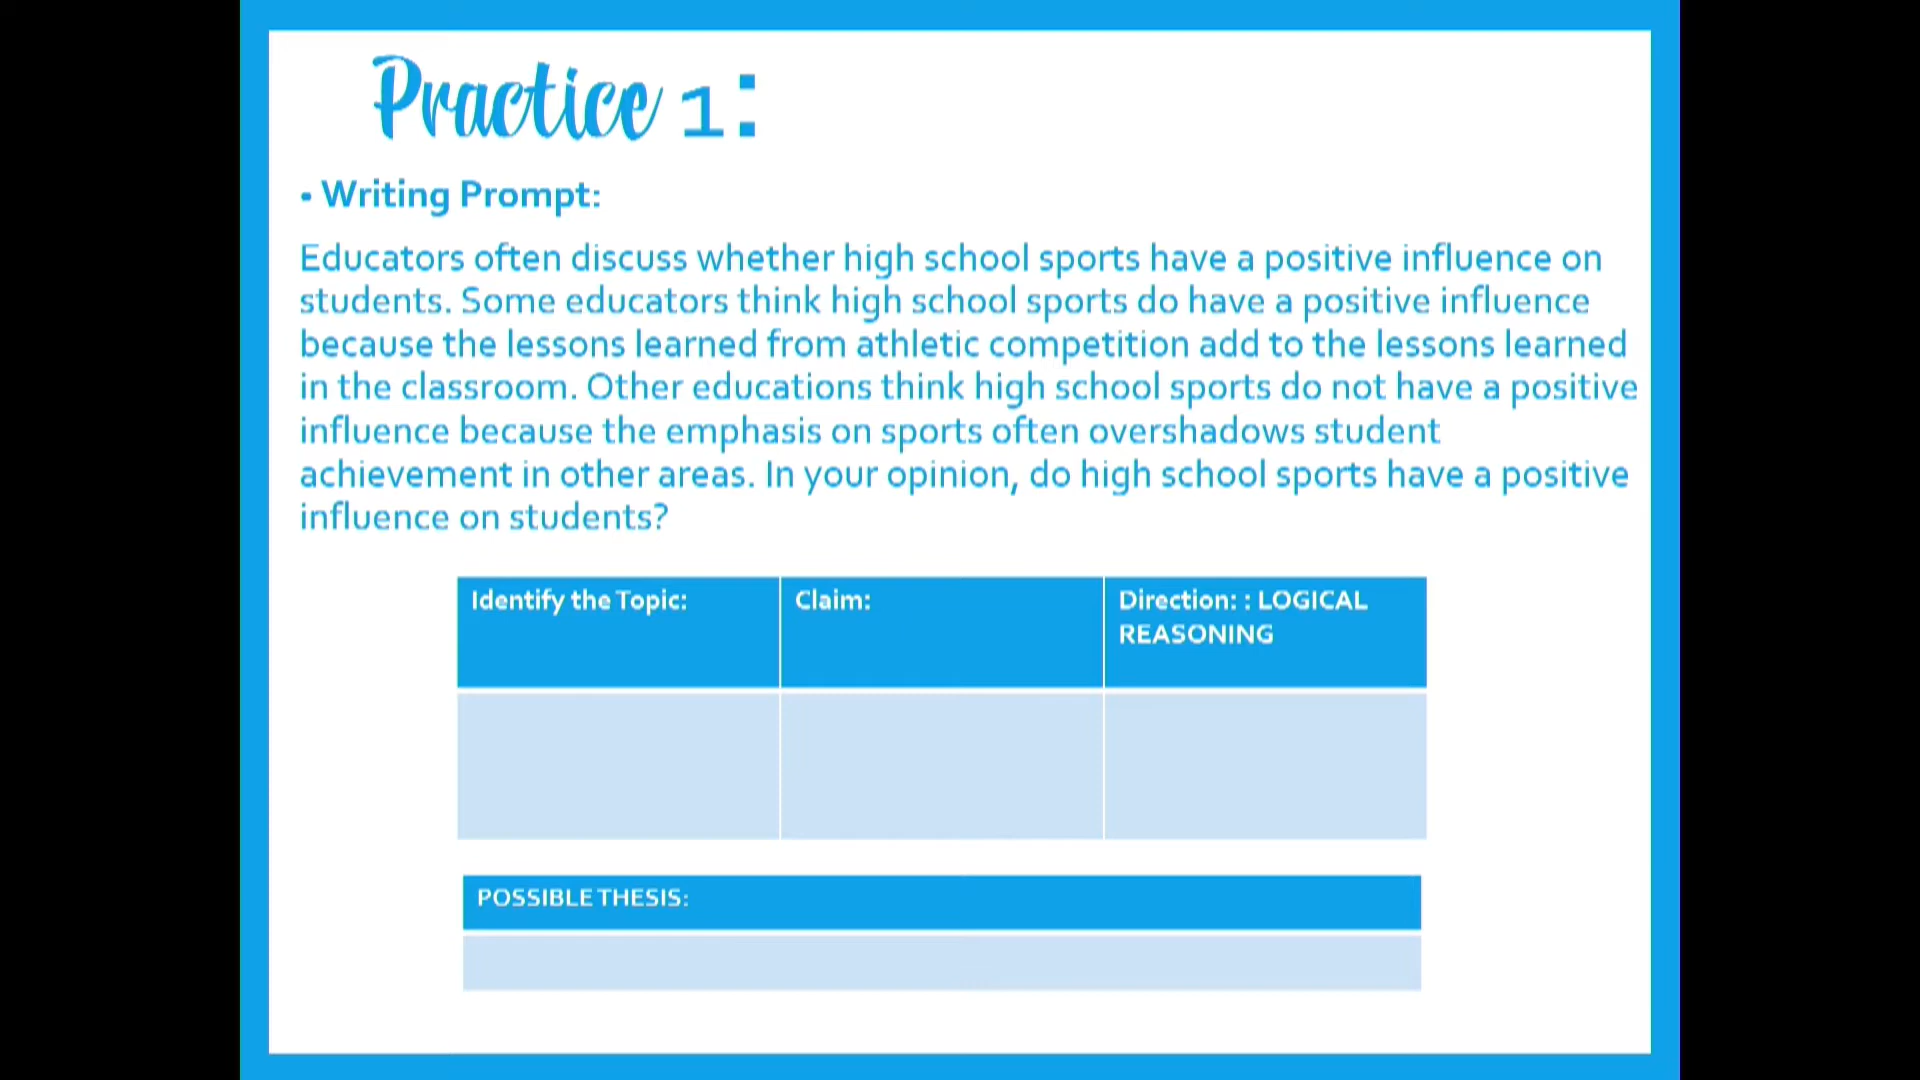 Practice 1:
- Writing Prompt:
Educators often discuss whether high school sports have a positive influence on
students. Some educators think high school sports do have a positive influence
because the lessons learned from athletic competition add to the lessons learned
in the classroom. Other educations think high school sports do not have a positive
influence because the emphasis on sports often overshadows student
achievement in other areas. In your opinion, do high school sports have a positive
influence on students?
Identify the Topic:
Claim:
Direction: : LOGICAL
REASONING
POSSIBLE THESIS: